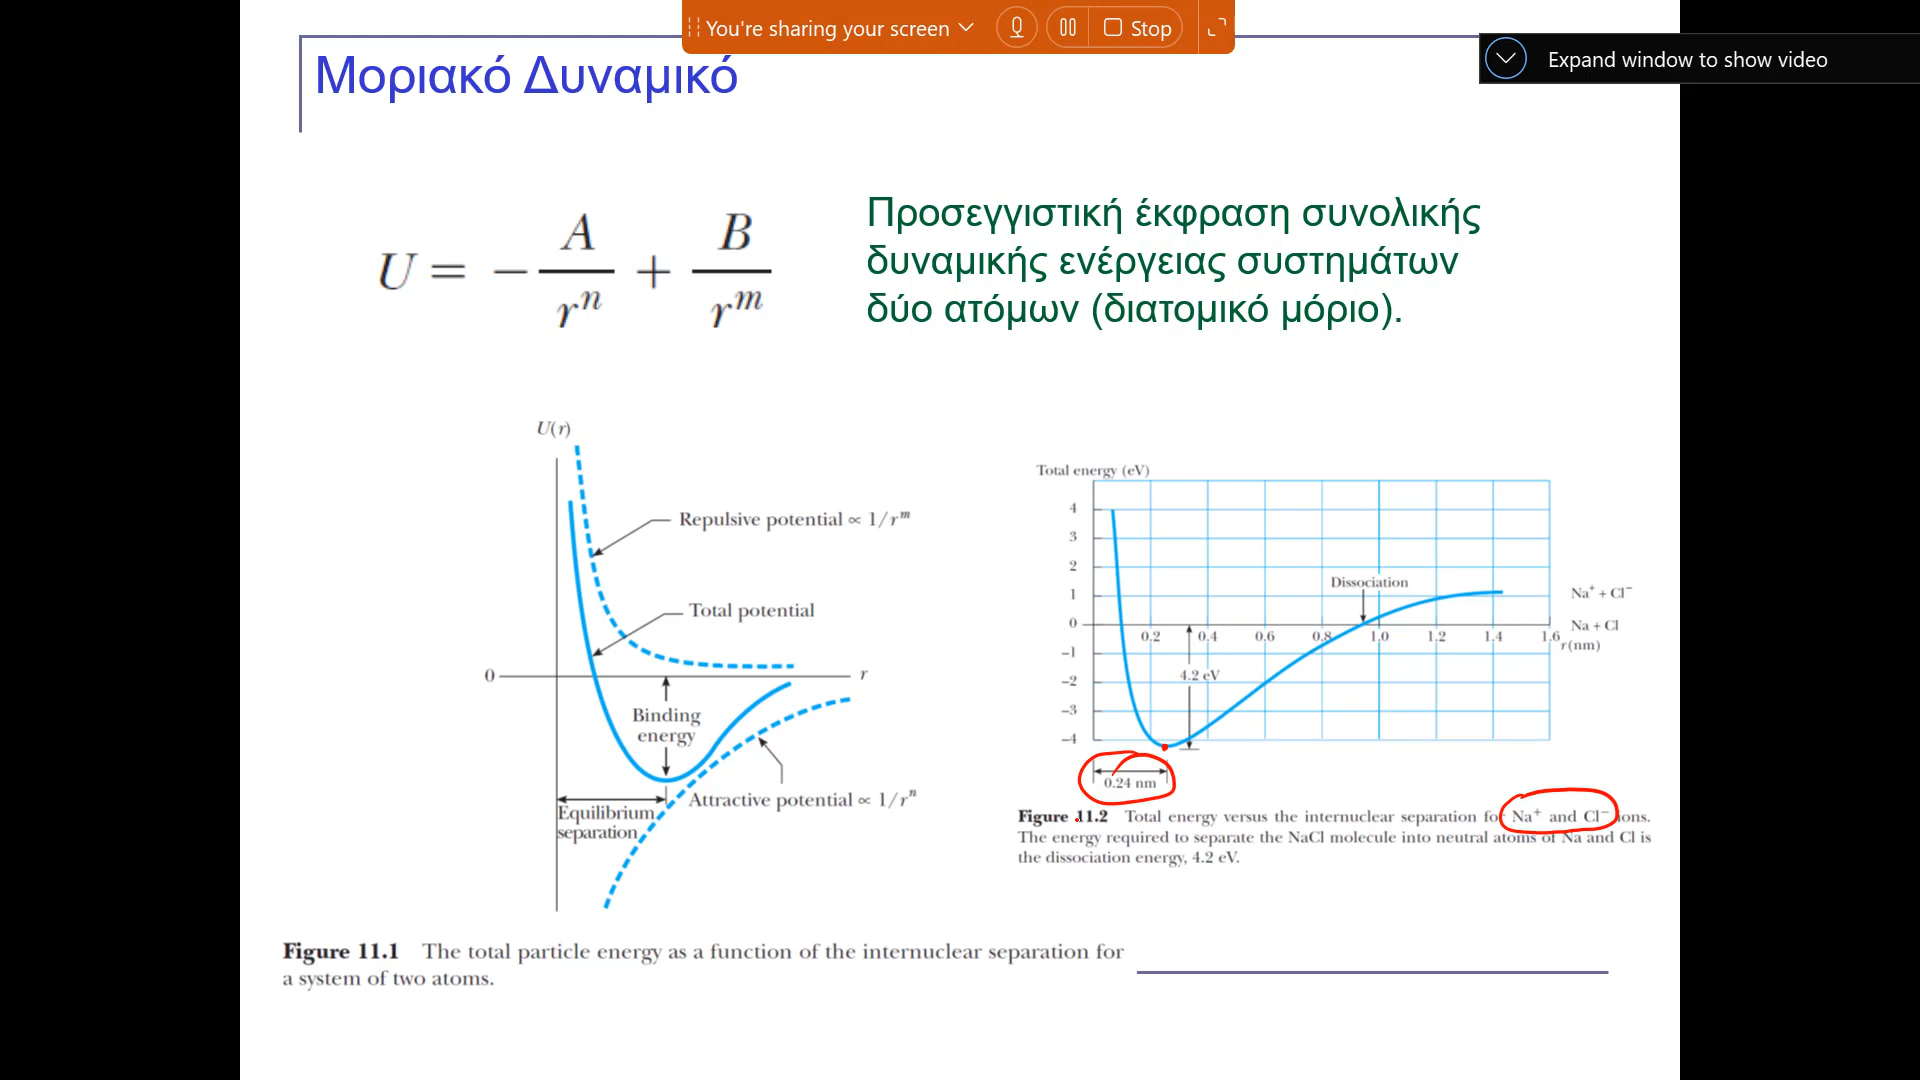 You're sharing your screen
Stop
Expand window to show video
Μοριακό Δυναμικό
U = − A/rⁿ + B/rᵐ
Προσεγγιστική έκφραση συνολικής
δυναμικής ενέργειας συστημάτων
δύο ατόμων (διατομικό μόριο).
U(r)
Repulsive potential ∝ 1/rᵐ
Total potential
0
r
Binding
energy
Attractive potential ∝ 1/rⁿ
Equilibrium
separation
Figure 11.1 The total particle energy as a function of the internuclear separation for
a system of two atoms.
Total energy (eV)
4
3
2
1
0
−1
−2
−3
−4
Dissociation
0.2 0.4 0.6 0.8 1.0 1.2 1.4 1.6
r(nm)
Na⁺ + Cl⁻
Na + Cl
4.2 eV
0.24 nm
Figure 11.2 Total energy versus the internuclear separation for Na⁺ and Cl⁻ ions.
The energy required to separate the NaCl molecule into neutral atoms of Na and Cl is
the dissociation energy, 4.2 eV.